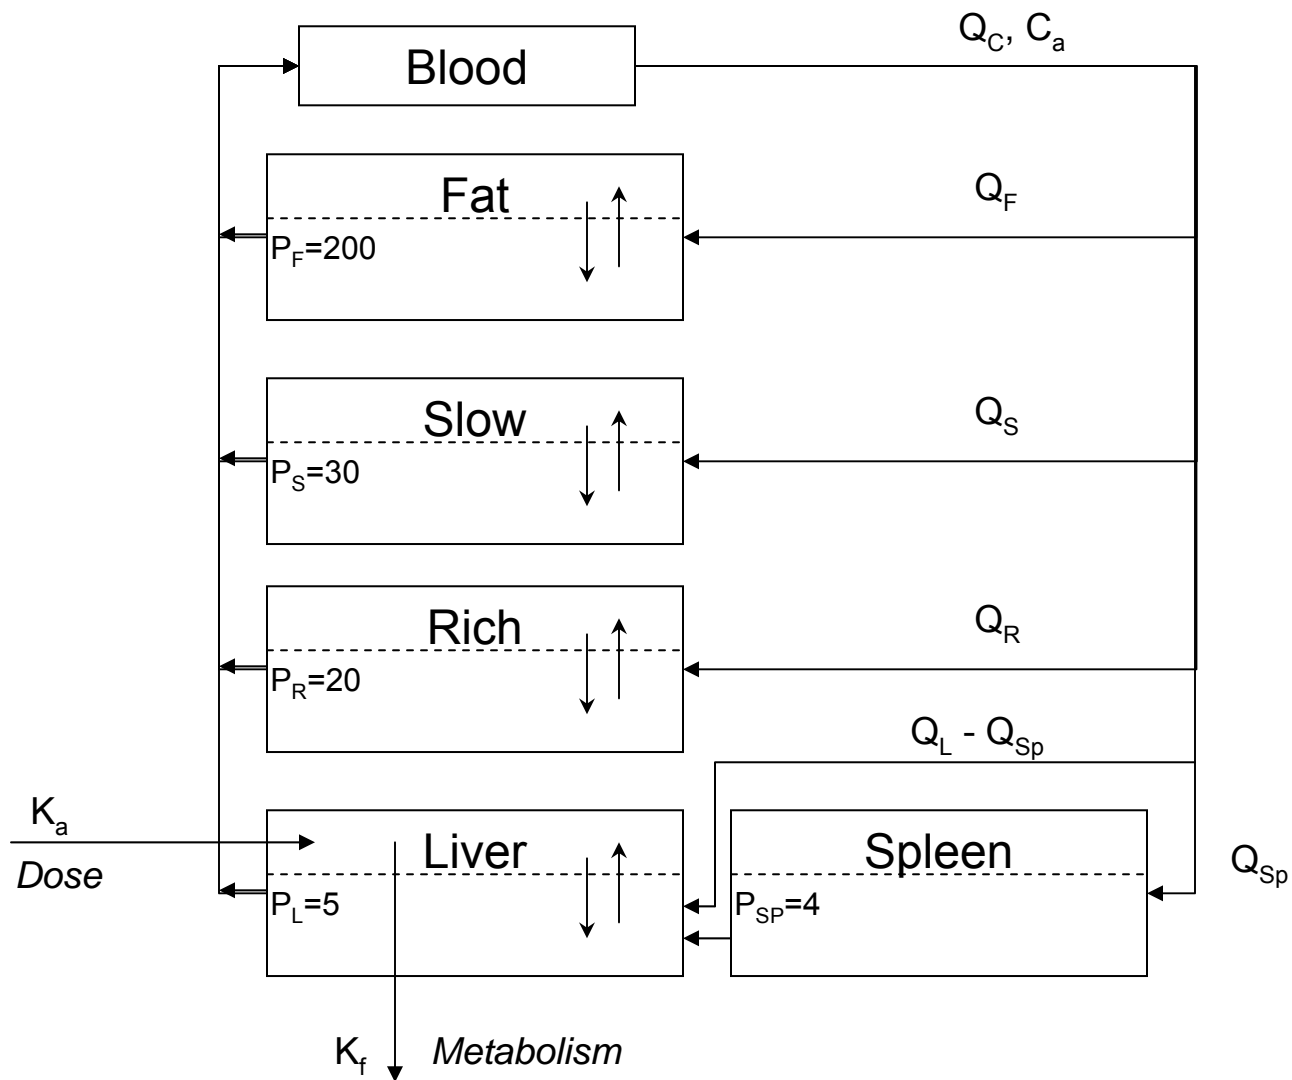 Q_C, C_a
Blood
Fat
Q_F
P_F=200
Slow
Q_S
P_S=30
Rich
Q_R
P_R=20
Q_L - Q_Sp
K_a
Dose
Liver
Spleen
Q_Sp
P_L=5
P_SP=4
K_f Metabolism